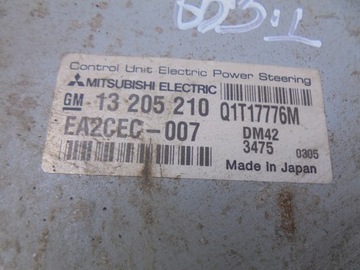 Control Unit Electric Power Steering
MITSUBISHI ELECTRIC
GM 13 205 210 Q1T17776M
EA2CEC-007 DM42
3475 0305
Made in Japan